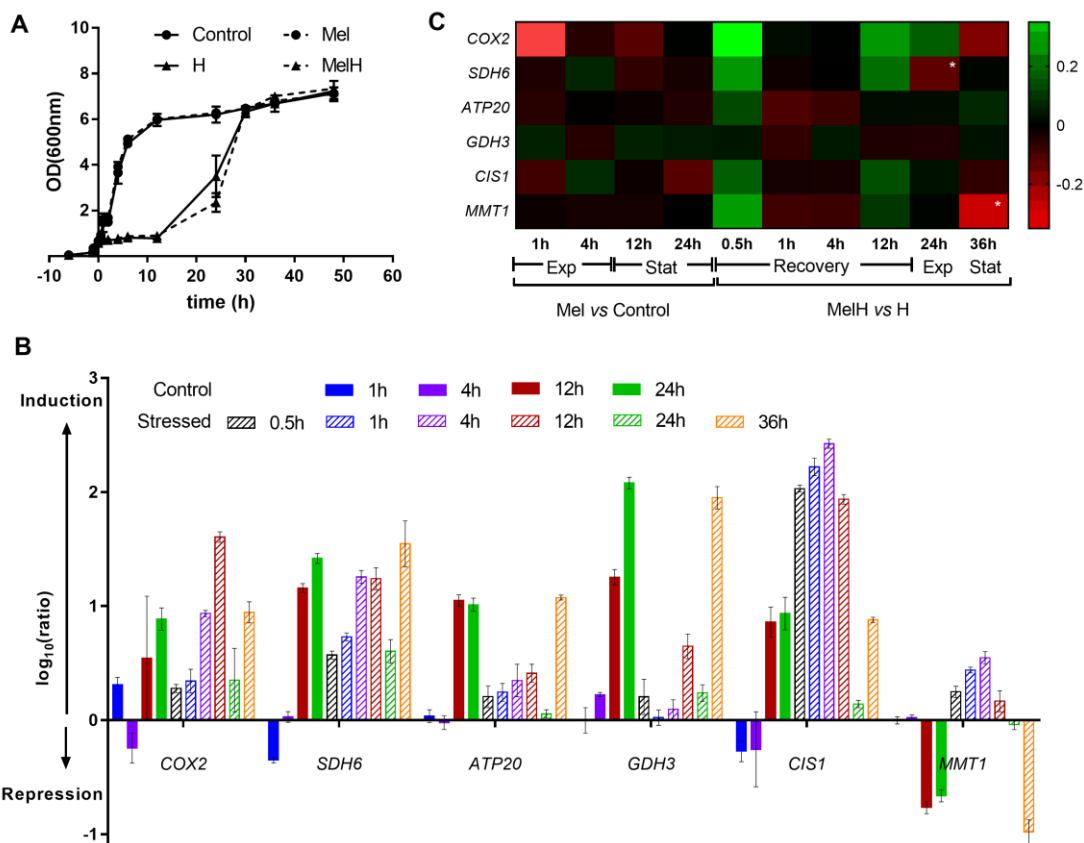 A
Control
Mel
H
MelH
OD(600nm)
10
8
6
4
2
-10 0 10 20 30 40 50 60
time (h)
C
COX2
SDH6
ATP20
GDH3
CIS1
MMT1
*
*
0.2
0
-0.2
1h 4h 12h 24h 0.5h 1h 4h 12h 24h 36h
Exp Stat Recovery Exp Stat
Mel vs Control MelH vs H
B
Induction
Repression
log10(ratio)
3
2
1
0
-1
Control 1h 4h 12h 24h
Stressed 0.5h 1h 4h 12h 24h 36h
COX2 SDH6 ATP20 GDH3 CIS1 MMT1